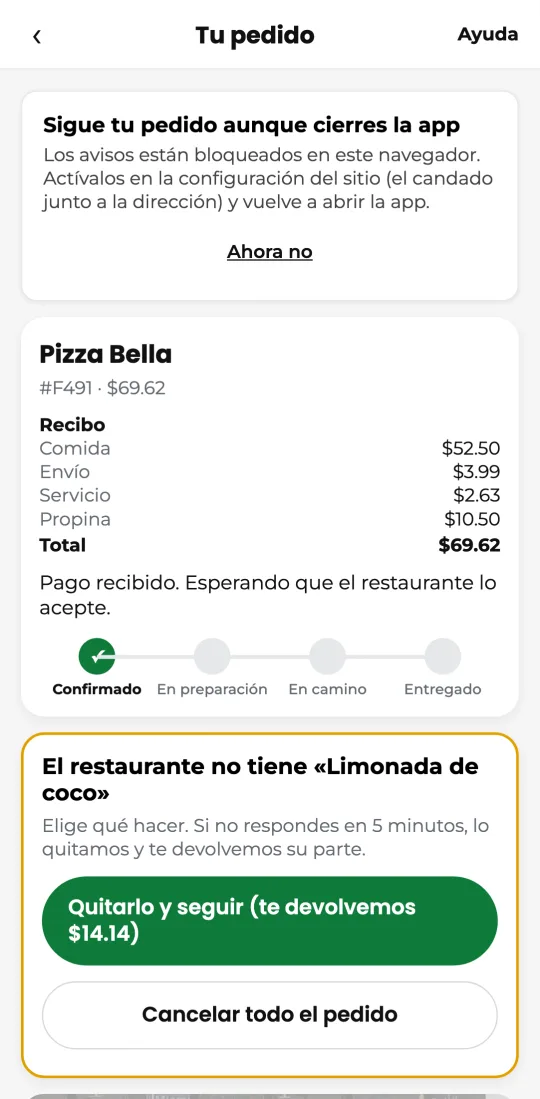 ‹
Tu pedido
Ayuda
Sigue tu pedido aunque cierres la app
Los avisos están bloqueados en este navegador.
Actívalos en la configuración del sitio (el candado
junto a la dirección) y vuelve a abrir la app.
Ahora no
Pizza Bella
#F491 · $69.62
Recibo
Comida $52.50
Envío $3.99
Servicio $2.63
Propina $10.50
Total $69.62
Pago recibido. Esperando que el restaurante lo
acepte.
Confirmado En preparación En camino Entregado
El restaurante no tiene «Limonada de
coco»
Elige qué hacer. Si no respondes en 5 minutos, lo
quitamos y te devolvemos su parte.
Quitarlo y seguir (te devolvemos
$14.14)
Cancelar todo el pedido